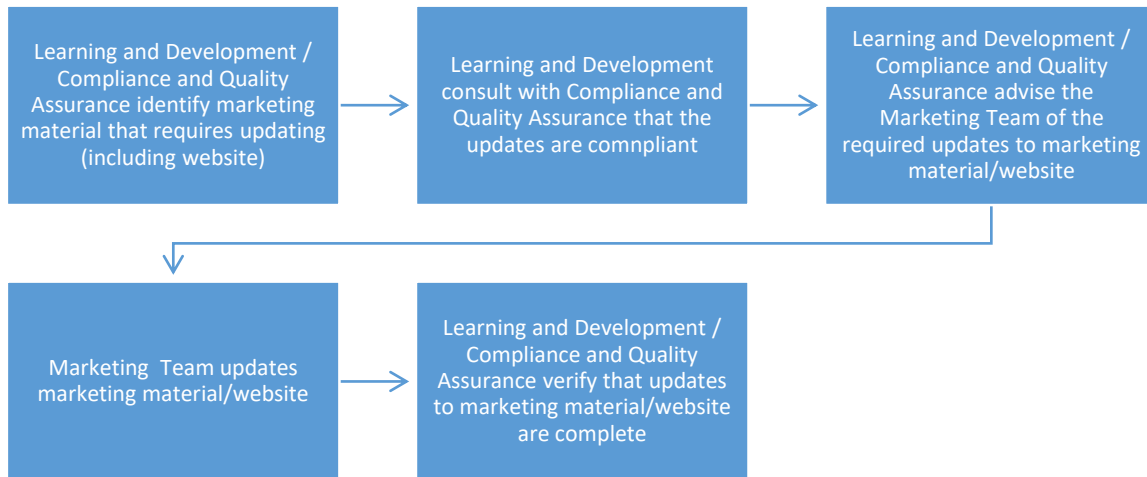 Learning and Development /
Compliance and Quality
Assurance identify marketing
material that requires updating
(including website)
Learning and Development
consult with Compliance and
Quality Assurance that the
updates are comnpliant
Learning and Development /
Compliance and Quality
Assurance advise the
Marketing Team of the
required updates to marketing
material/website
Marketing  Team updates
marketing material/website
Learning and Development /
Compliance and Quality
Assurance verify that updates
to marketing material/website
are complete